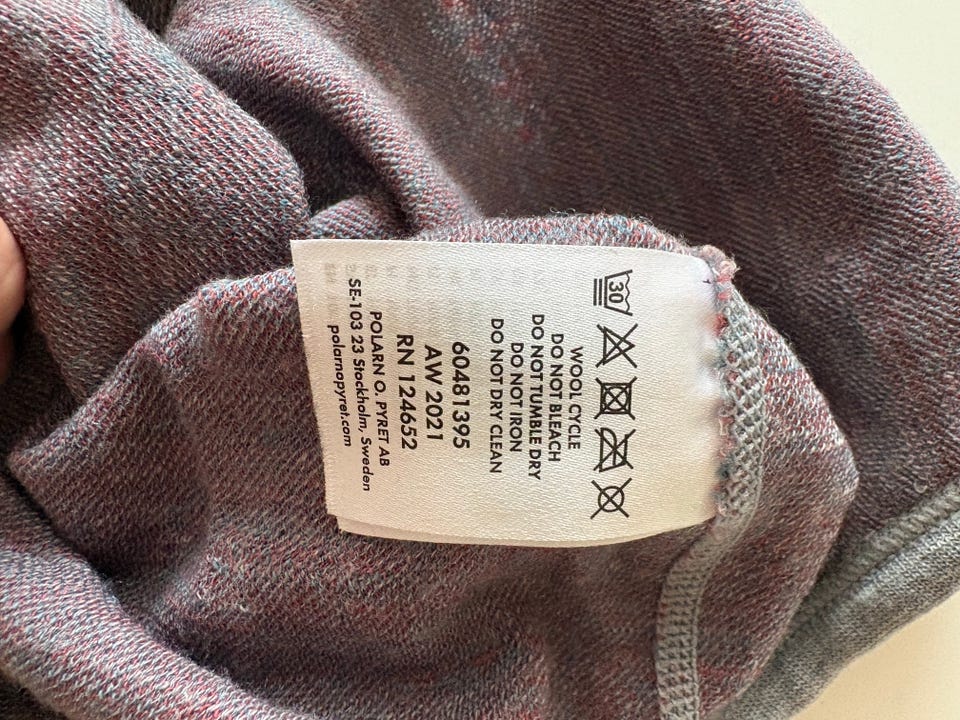 30
WOOL CYCLE
DO NOT BLEACH
DO NOT TUMBLE DRY
DO NOT IRON
DO NOT DRY CLEAN
60481395
AW 2021
RN 124652
POLARN O. PYRET AB
SE-103 23 Stockholm, Sweden
polarnopyret.com